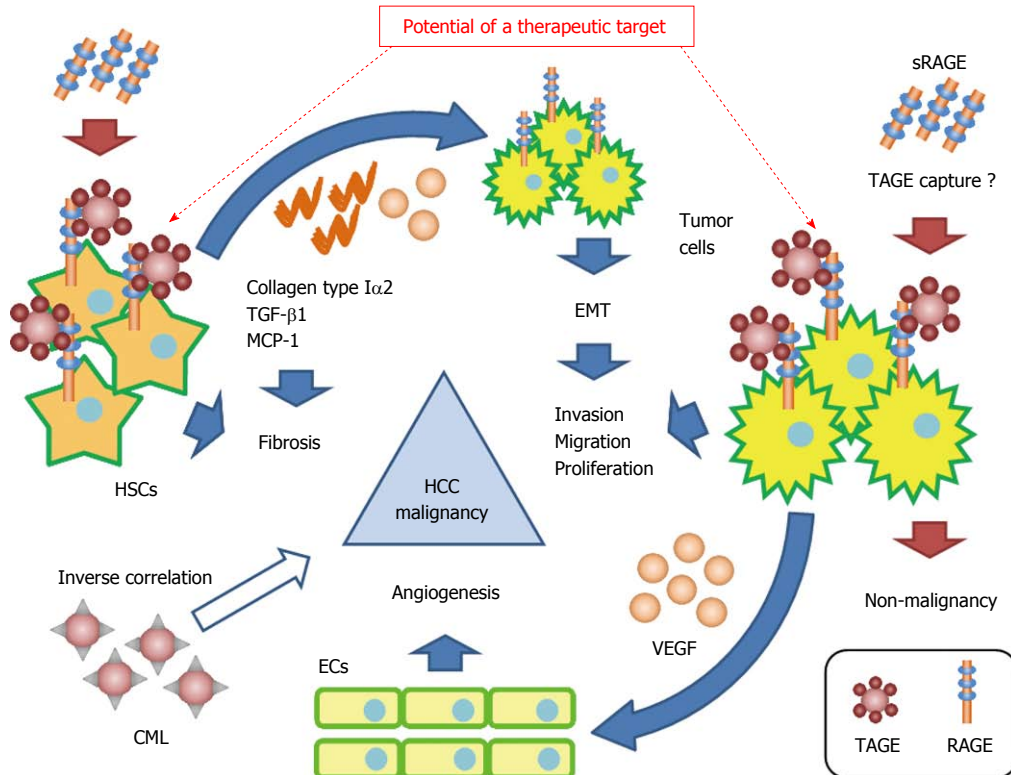 Potential of a therapeutic target
sRAGE
TAGE capture ?
Tumor
cells
Collagen type Iα2
TGF-β1
MCP-1
EMT
Fibrosis
Invasion
Migration
Proliferation
HSCs
HCC
malignancy
Inverse correlation
Angiogenesis
Non-malignancy
VEGF
ECs
CML
TAGE
RAGE